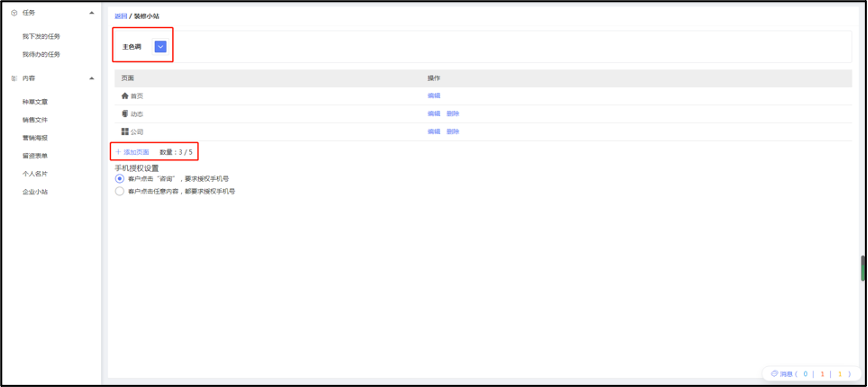 任务
我下发的任务
我待办的任务
内容
种草文章
销售文件
营销海报
留资表单
个人名片
企业小站
返回 / 装修小站
主色调
页面 操作
首页 编辑
动态 编辑 删除
公司 编辑 删除
+ 添加页面 数量：3 / 5
手机授权设置
客户点击“咨询”，要求授权手机号
客户点击任意内容，都要求授权手机号
消息 ( 0 | 1 | 1 )